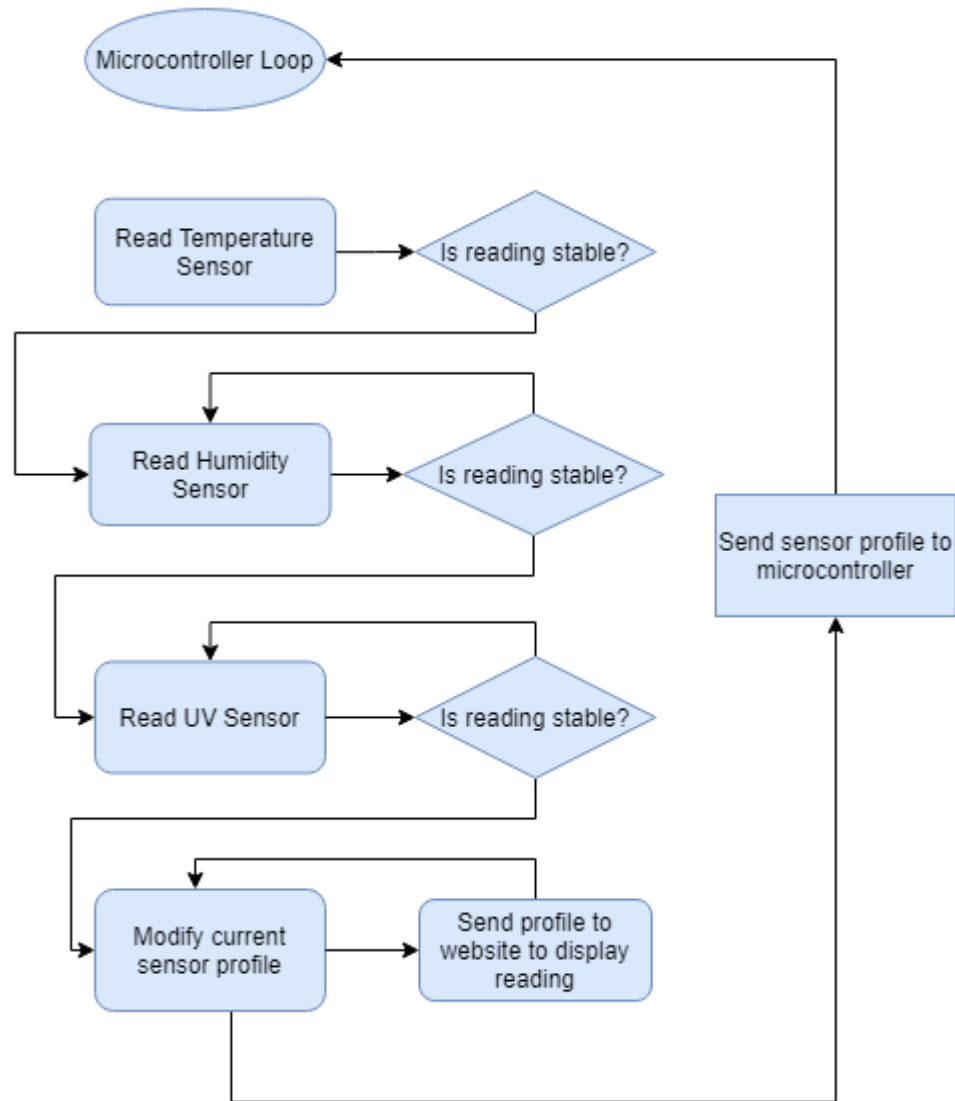 Microcontroller Loop
Read Temperature
Sensor
Is reading stable?
Read Humidity
Sensor
Is reading stable?
Send sensor profile to
microcontroller
Read UV Sensor
Is reading stable?
Modify current
sensor profile
Send profile to
website to display
reading